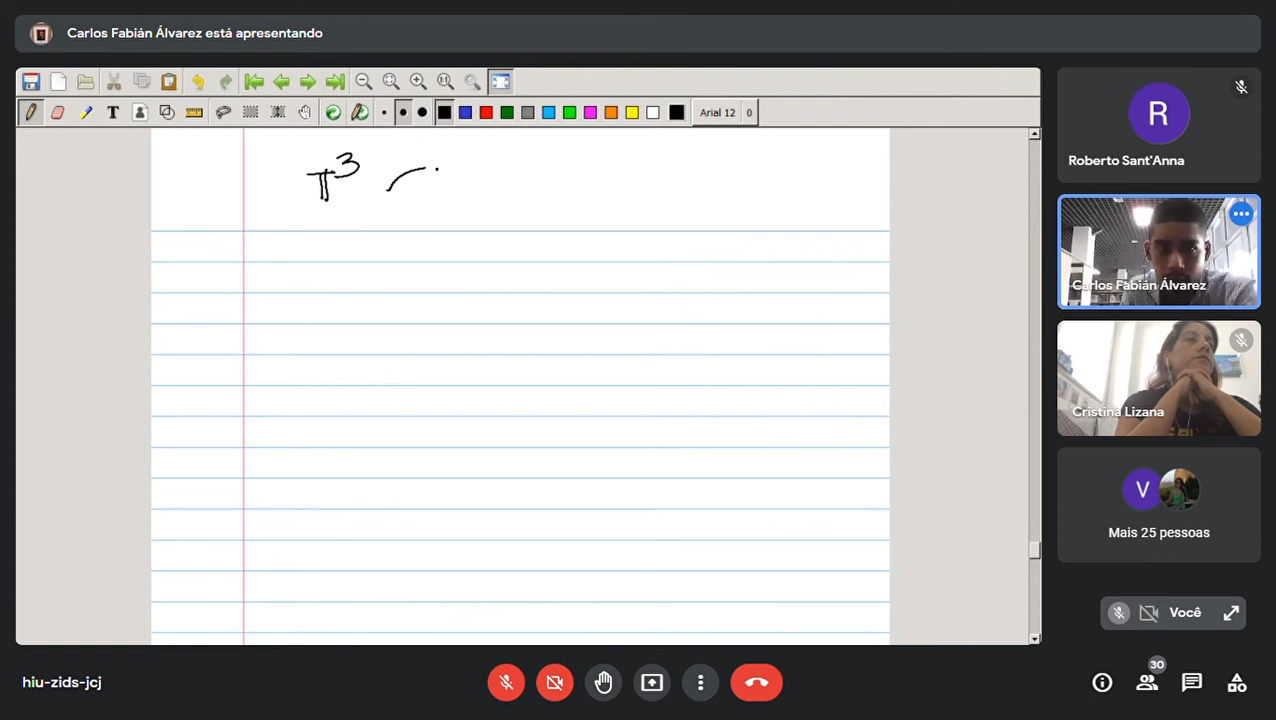 Carlos Fabián Álvarez está apresentando
T
Arial 12 0
𝕋³
R
Roberto Sant'Anna
Carlos Fabián Álvarez
Cristina Lizana
V
Mais 25 pessoas
Você
hiu-zids-jcj
30